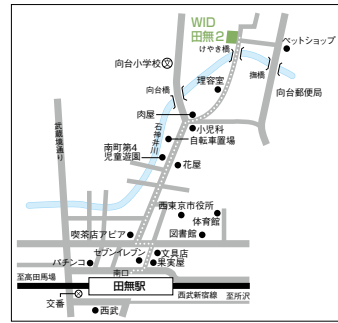 WID
田無2
けやき橋
ペットショップ
向台小学校
文
撫橋
理容室
向台橋
向台郵便局
肉屋
小児科
石神井川
自転車置場
武蔵境通り
南町第4
児童遊園
花屋
西東京市役所
体育館
喫茶店アピア
図書館
セブンイレブン
文具店
パチンコ
果実屋
南口
至高田馬場
田無駅
西武新宿線
至所沢
交番
西武